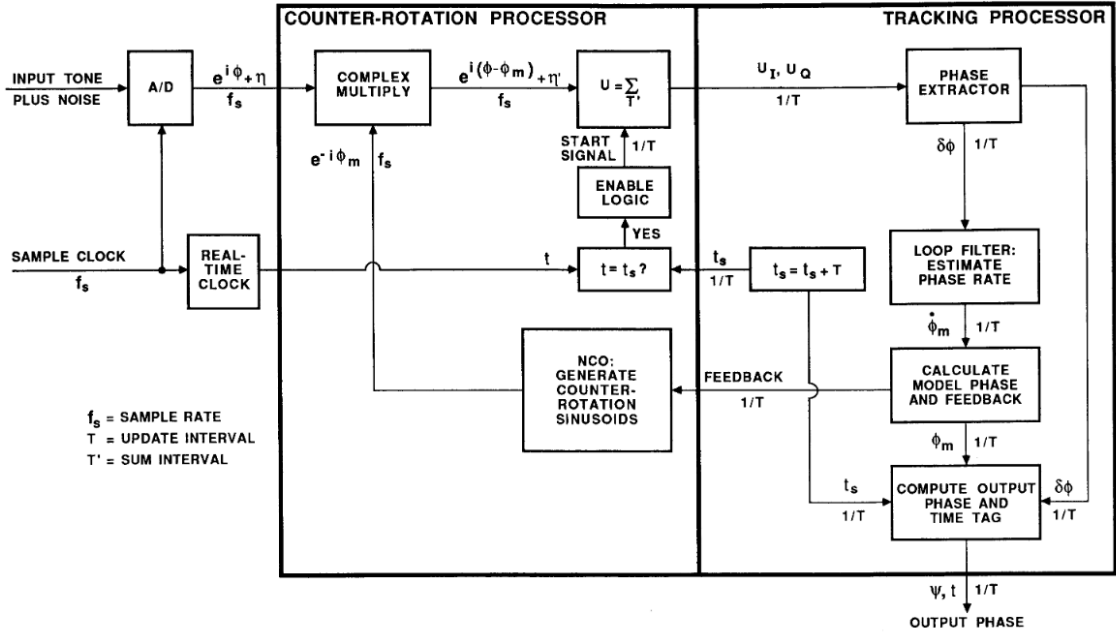 COUNTER-ROTATION PROCESSOR
TRACKING PROCESSOR
INPUT TONE
PLUS NOISE
A/D
e^{iϕ}+η
f_s
COMPLEX
MULTIPLY
e^{i(ϕ-ϕ_m)}+η'
f_s
U = ∑
T'
U_I, U_Q
1/T
PHASE
EXTRACTOR
e^{-iϕ_m}
f_s
START
SIGNAL
1/T
δϕ
1/T
ENABLE
LOGIC
YES
SAMPLE CLOCK
f_s
REAL-
TIME
CLOCK
t
t = t_s ?
t_s
1/T
t_s = t_s + T
LOOP FILTER:
ESTIMATE
PHASE RATE
ϕ̇_m
1/T
NCO:
GENERATE
COUNTER-
ROTATION
SINUSOIDS
FEEDBACK
1/T
CALCULATE
MODEL PHASE
AND FEEDBACK
f_s = SAMPLE RATE
T = UPDATE INTERVAL
T' = SUM INTERVAL
ϕ_m
1/T
t_s
1/T
COMPUTE OUTPUT
PHASE AND
TIME TAG
δϕ
1/T
Ψ, t
1/T
OUTPUT PHASE